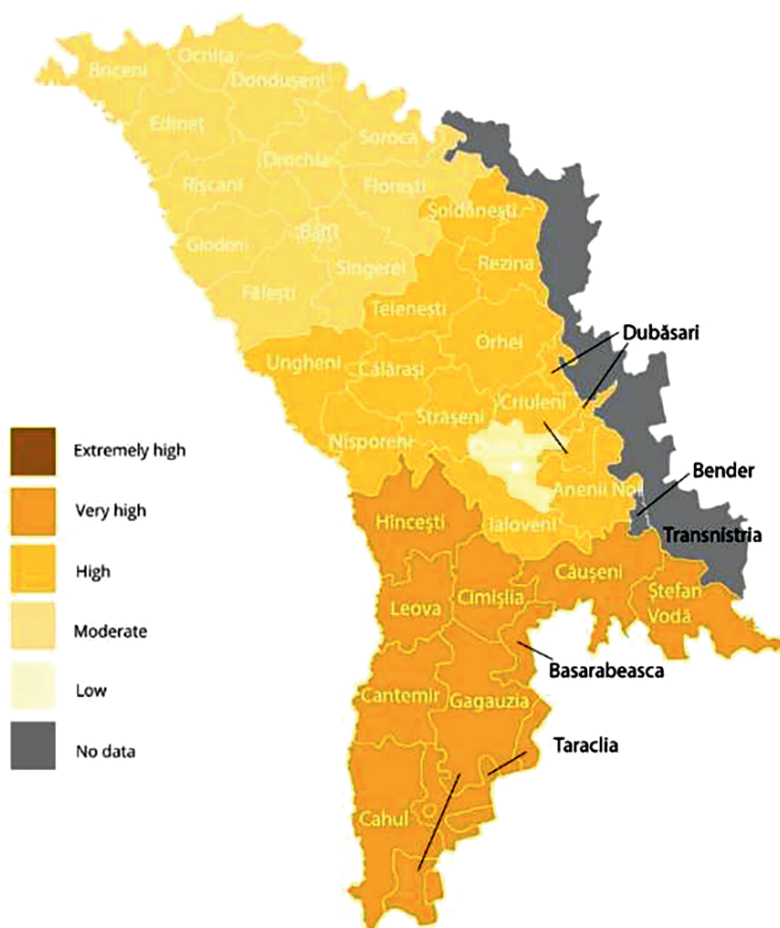 Ocnița
Briceni
Dondușeni
Edineț
Soroca
Drochia
Rîșcani
Florești
Șoldănești
Bălți
Glodeni
Sîngerei
Rezina
Fălești
Telenești
Orhei
Dubăsari
Ungheni
Călărași
Criuleni
Strășeni
Nisporeni
Extremely high
Bender
Anenii Noi
Very high
Hîncești
Ialoveni
Transnistria
High
Căușeni
Cimișlia
Leova
Ștefan
Vodă
Moderate
Basarabeasca
Low
Cantemir
Gagauzia
No data
Taraclia
Cahul